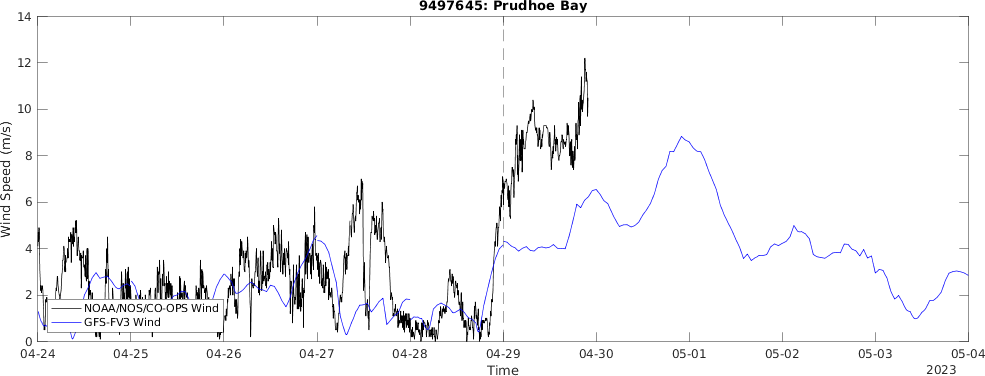 9497645: Prudhoe Bay
14
12
10
8
6
4
2
0
Wind Speed (m/s)
NOAA/NOS/CO-OPS Wind
GFS-FV3 Wind
04-24 04-25 04-26 04-27 04-28 04-29 04-30 05-01 05-02 05-03 05-04
Time
2023